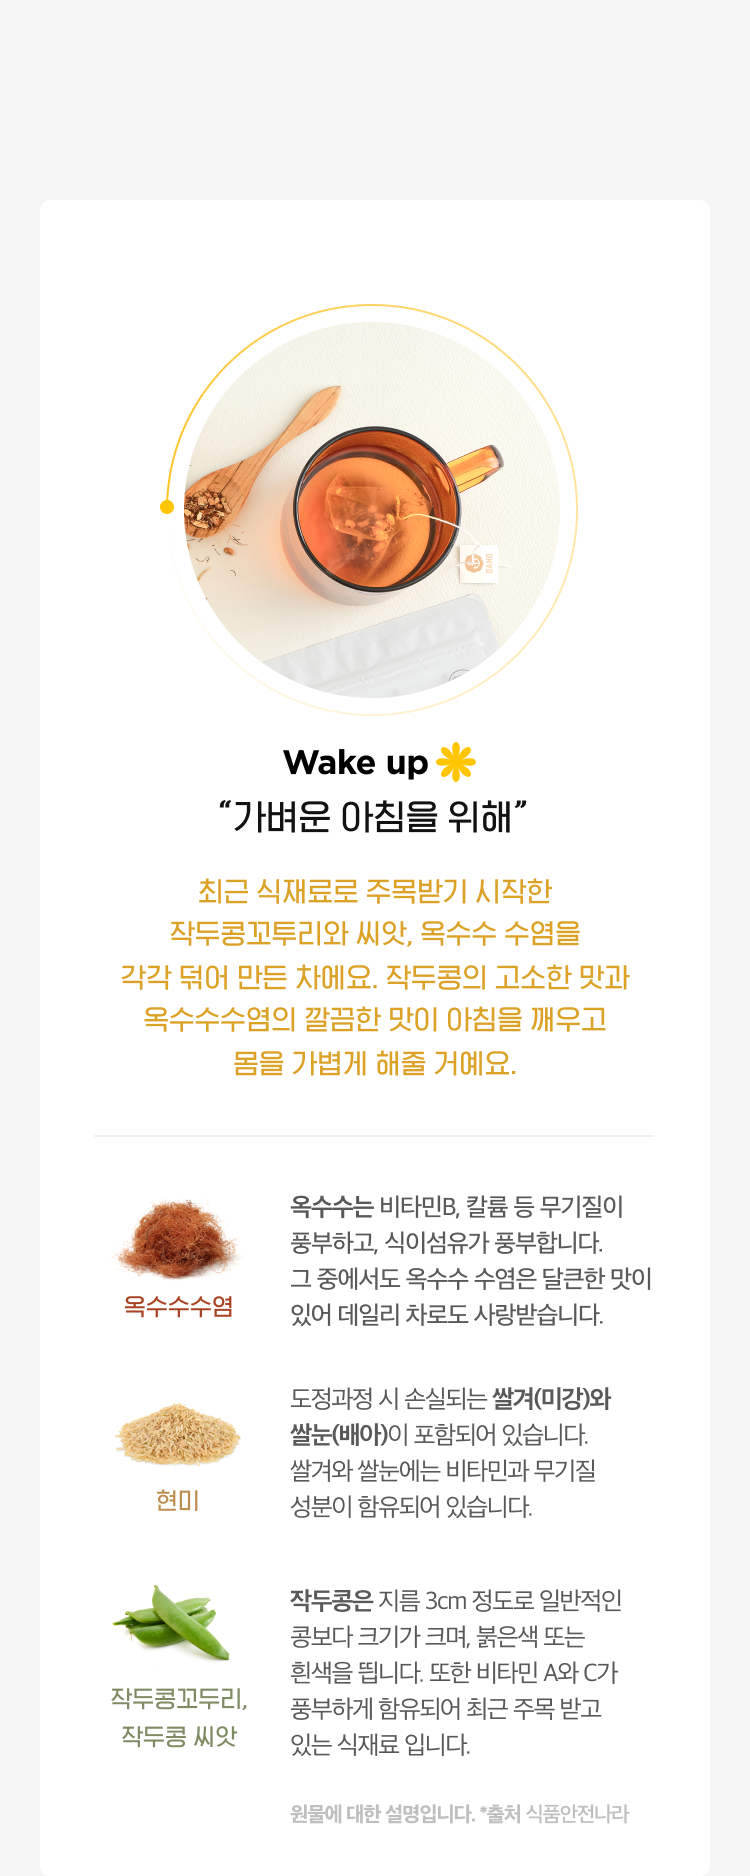 DANO
Wake up
“가벼운 아침을 위해”
최근 식재료로 주목받기 시작한
작두콩꼬투리와 씨앗, 옥수수 수염을
각각 덖어 만든 차에요. 작두콩의 고소한 맛과
옥수수수염의 깔끔한 맛이 아침을 깨우고
몸을 가볍게 해줄 거예요.
옥수수수염
옥수수는 비타민B, 칼륨 등 무기질이
풍부하고, 식이섬유가 풍부합니다.
그 중에서도 옥수수 수염은 달큰한 맛이
있어 데일리 차로도 사랑받습니다.
현미
도정과정 시 손실되는 쌀겨(미강)와
쌀눈(배아)이 포함되어 있습니다.
쌀겨와 쌀눈에는 비타민과 무기질
성분이 함유되어 있습니다.
작두콩꼬두리,
작두콩 씨앗
작두콩은 지름 3cm 정도로 일반적인
콩보다 크기가 크며, 붉은색 또는
흰색을 띕니다. 또한 비타민 A와 C가
풍부하게 함유되어 최근 주목 받고
있는 식재료 입니다.
원물에 대한 설명입니다. *출처 식품안전나라